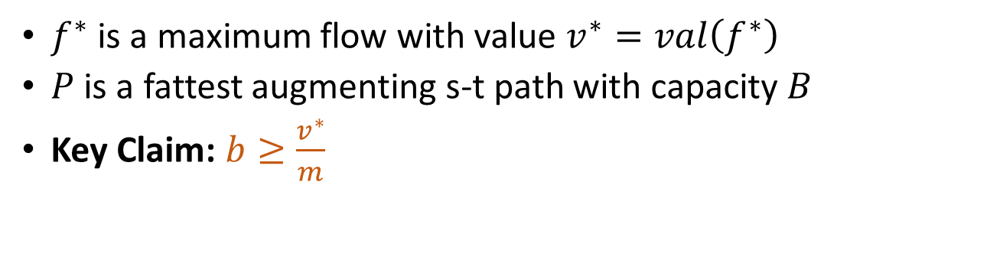 • f* is a maximum flow with value v* = val(f*)
• P is a fattest augmenting s-t path with capacity B
• Key Claim: b ≥ v*/m